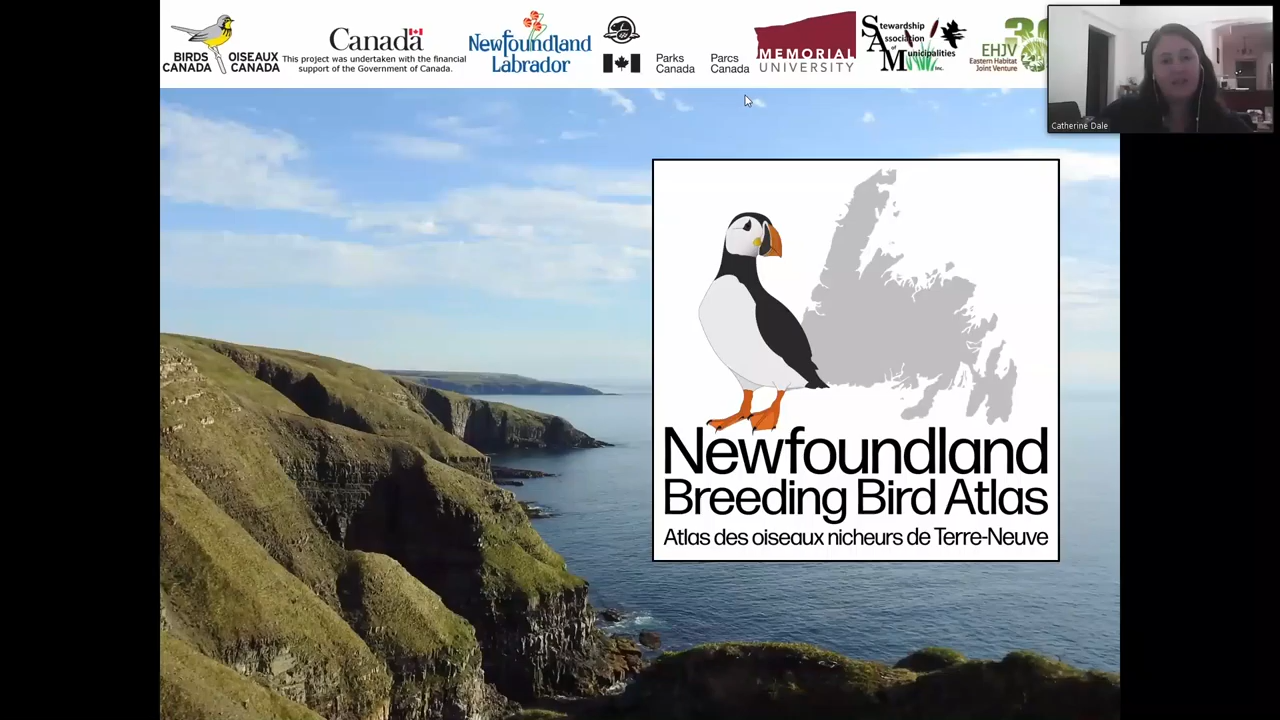 BIRDS CANADA
OISEAUX CANADA
Canada
This project was undertaken with the financial
support of the Government of Canada.
Newfoundland
Labrador
Parks
Canada
Parcs
Canada
MEMORIAL
UNIVERSITY
Stewardship
Association
of
Municipalities
Inc.
EHJV
Eastern Habitat
Joint Venture
30
Catherine Dale
Newfoundland
Breeding Bird Atlas
Atlas des oiseaux nicheurs de Terre-Neuve